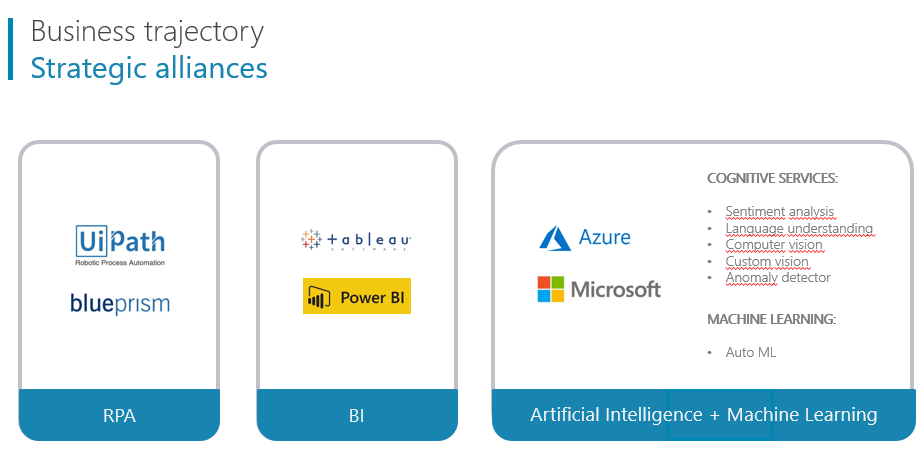 Business trajectory
Strategic alliances
UiPath
Robotic Process Automation
blueprism
RPA
+ableau
SOFTWARE
Power BI
BI
Azure
Microsoft
COGNITIVE SERVICES:
• Sentiment analysis
• Language understanding
• Computer vision
• Custom vision
• Anomaly detector
MACHINE LEARNING:
• Auto ML
Artificial Intelligence + Machine Learning